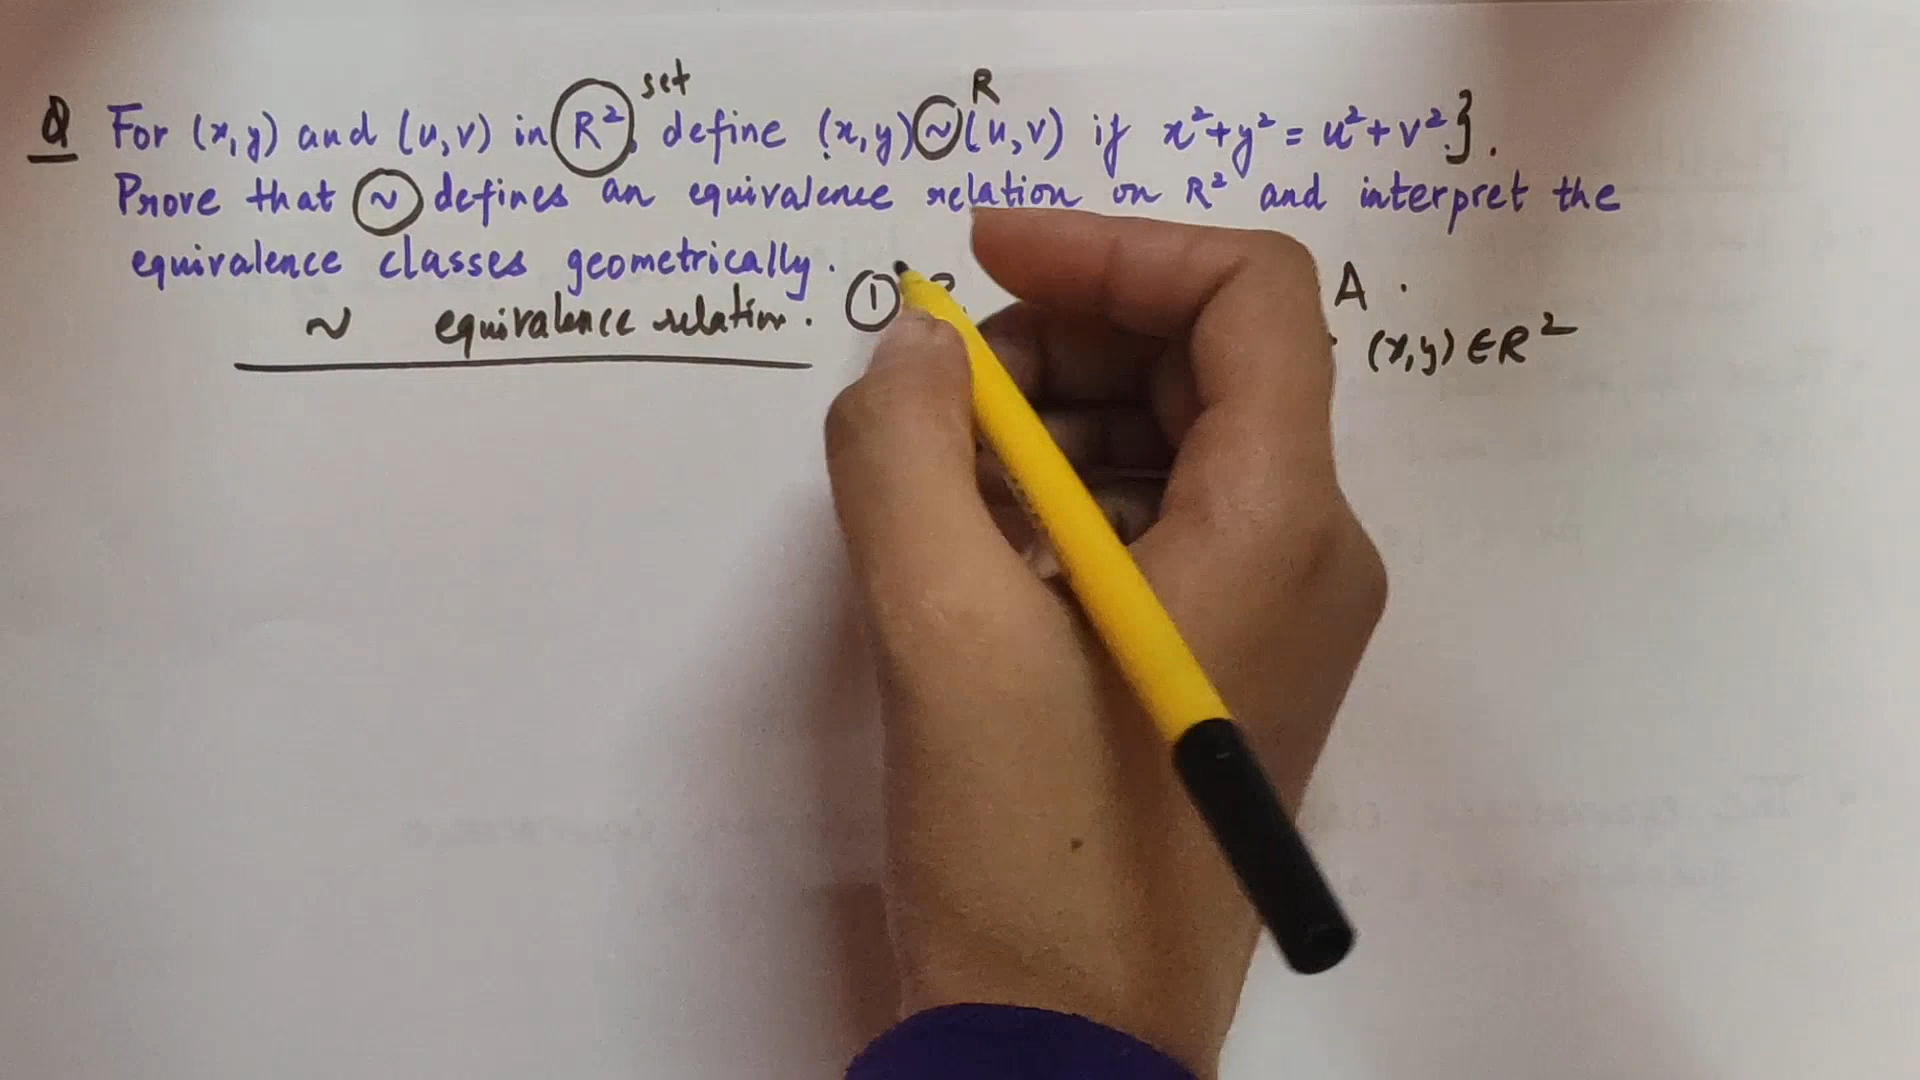 set R
Q For (x,y) and (u,v) in R², define (x,y) ~ (u,v) if x²+y² = u²+v²}.
Prove that ~ defines an equivalence relation on R² and interpret the
equivalence classes geometrically.
~ equivalence relation. ① A .
(x,y) ∈ R²